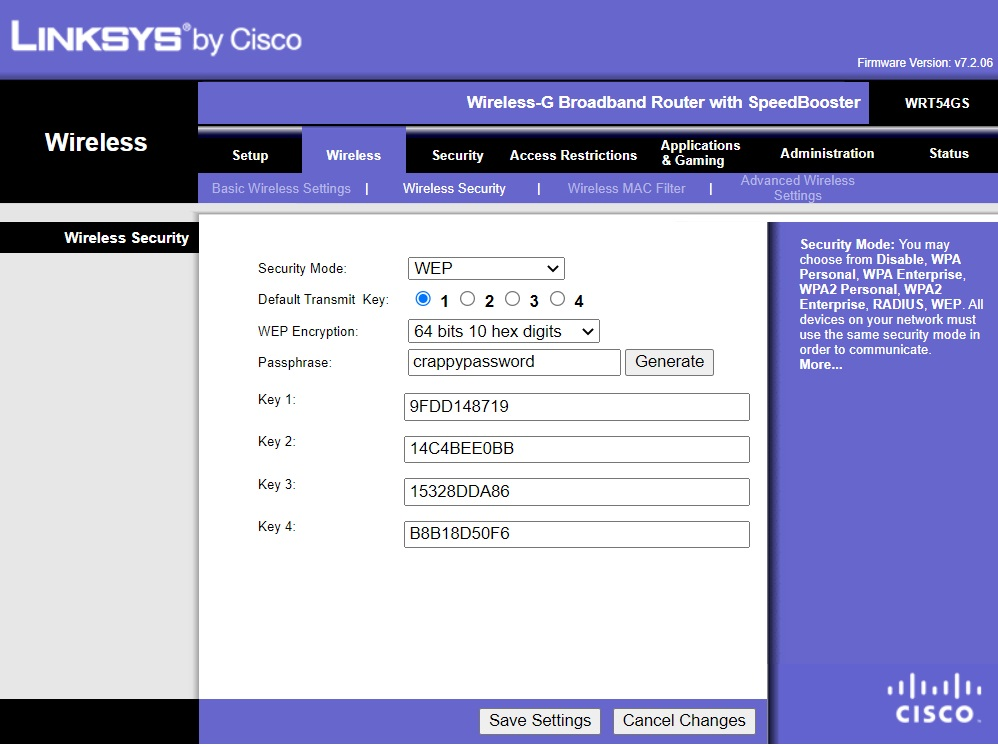 LINKSYS® by Cisco
Firmware Version: v7.2.06
Wireless-G Broadband Router with SpeedBooster WRT54GS
Wireless
Setup Wireless Security Access Restrictions Applications & Gaming Administration Status
Basic Wireless Settings | Wireless Security | Wireless MAC Filter | Advanced Wireless Settings
Wireless Security
Security Mode: WEP
Default Transmit Key: 1 2 3 4
WEP Encryption: 64 bits 10 hex digits
Passphrase: crappypassword Generate
Key 1: 9FDD148719
Key 2: 14C4BEE0BB
Key 3: 15328DDA86
Key 4: B8B18D50F6
Security Mode: You may
choose from Disable, WPA
Personal, WPA Enterprise,
WPA2 Personal, WPA2
Enterprise, RADIUS, WEP. All
devices on your network must
use the same security mode in
order to communicate.
More...
Save Settings Cancel Changes
CISCO.